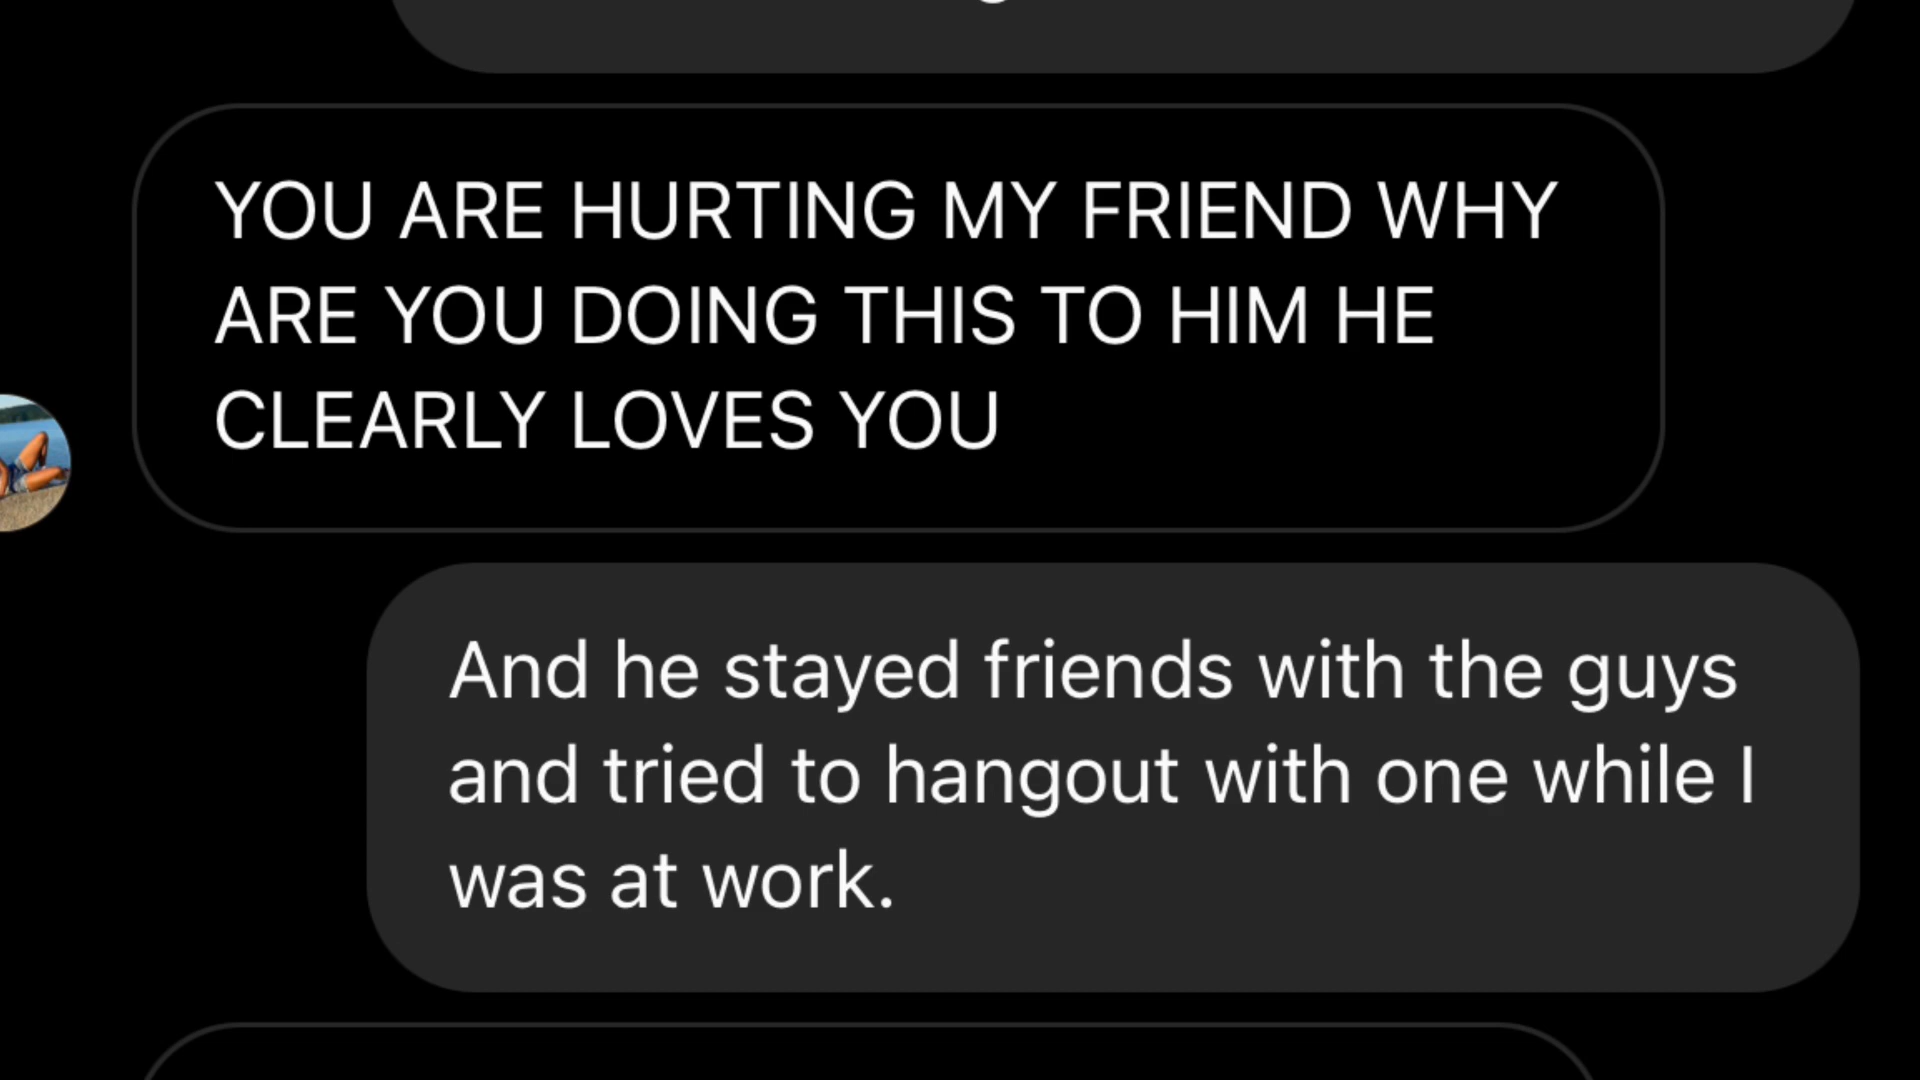 YOU ARE HURTING MY FRIEND WHY
ARE YOU DOING THIS TO HIM HE
CLEARLY LOVES YOU
And he stayed friends with the guys
and tried to hangout with one while I
was at work.